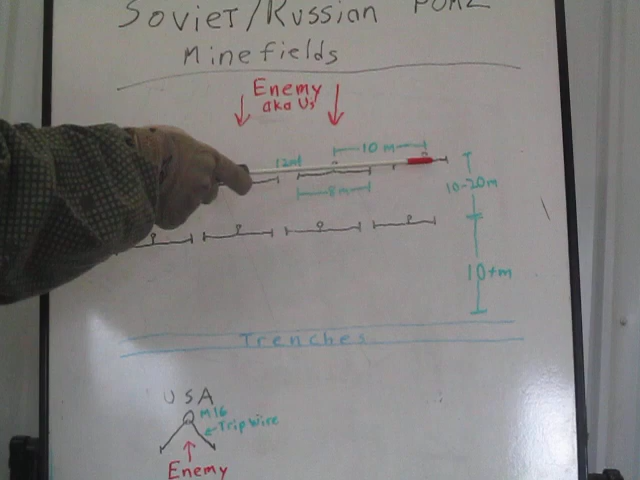 Soviet/Russian POMZ
Minefields
Enemy
aka Us
10 m
12m
8m
10-20m
10+m
Trenches
USA
M16
Trip wire
Enemy